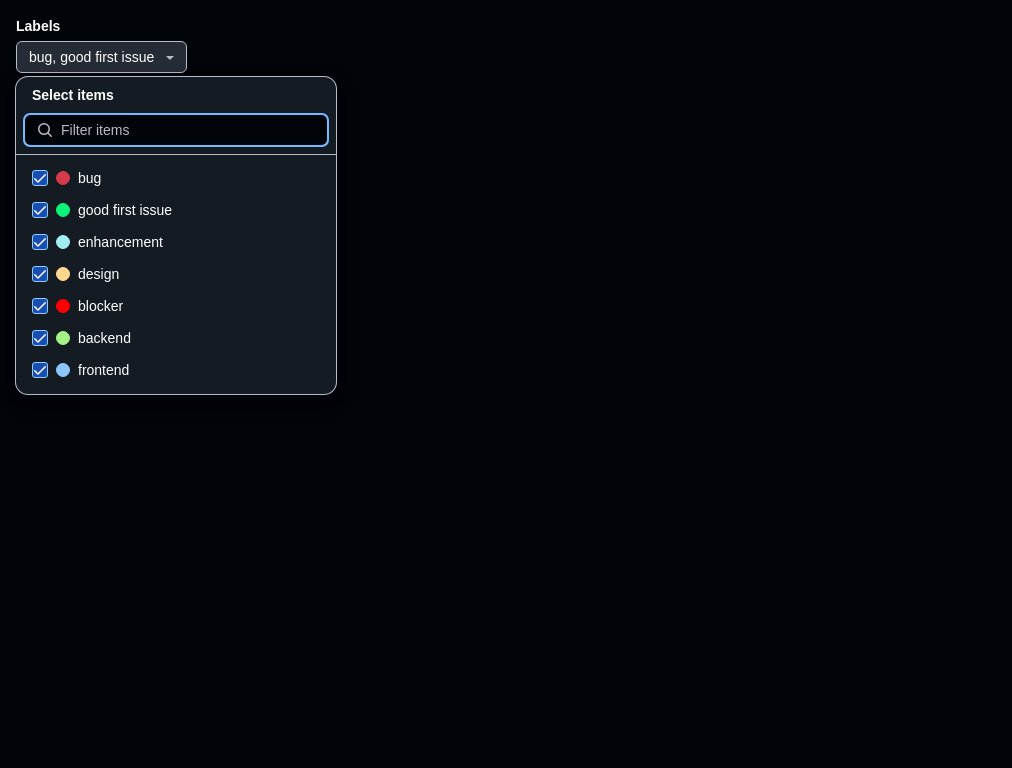 Labels
bug, good first issue
Select items
Filter items
bug
good first issue
enhancement
design
blocker
backend
frontend